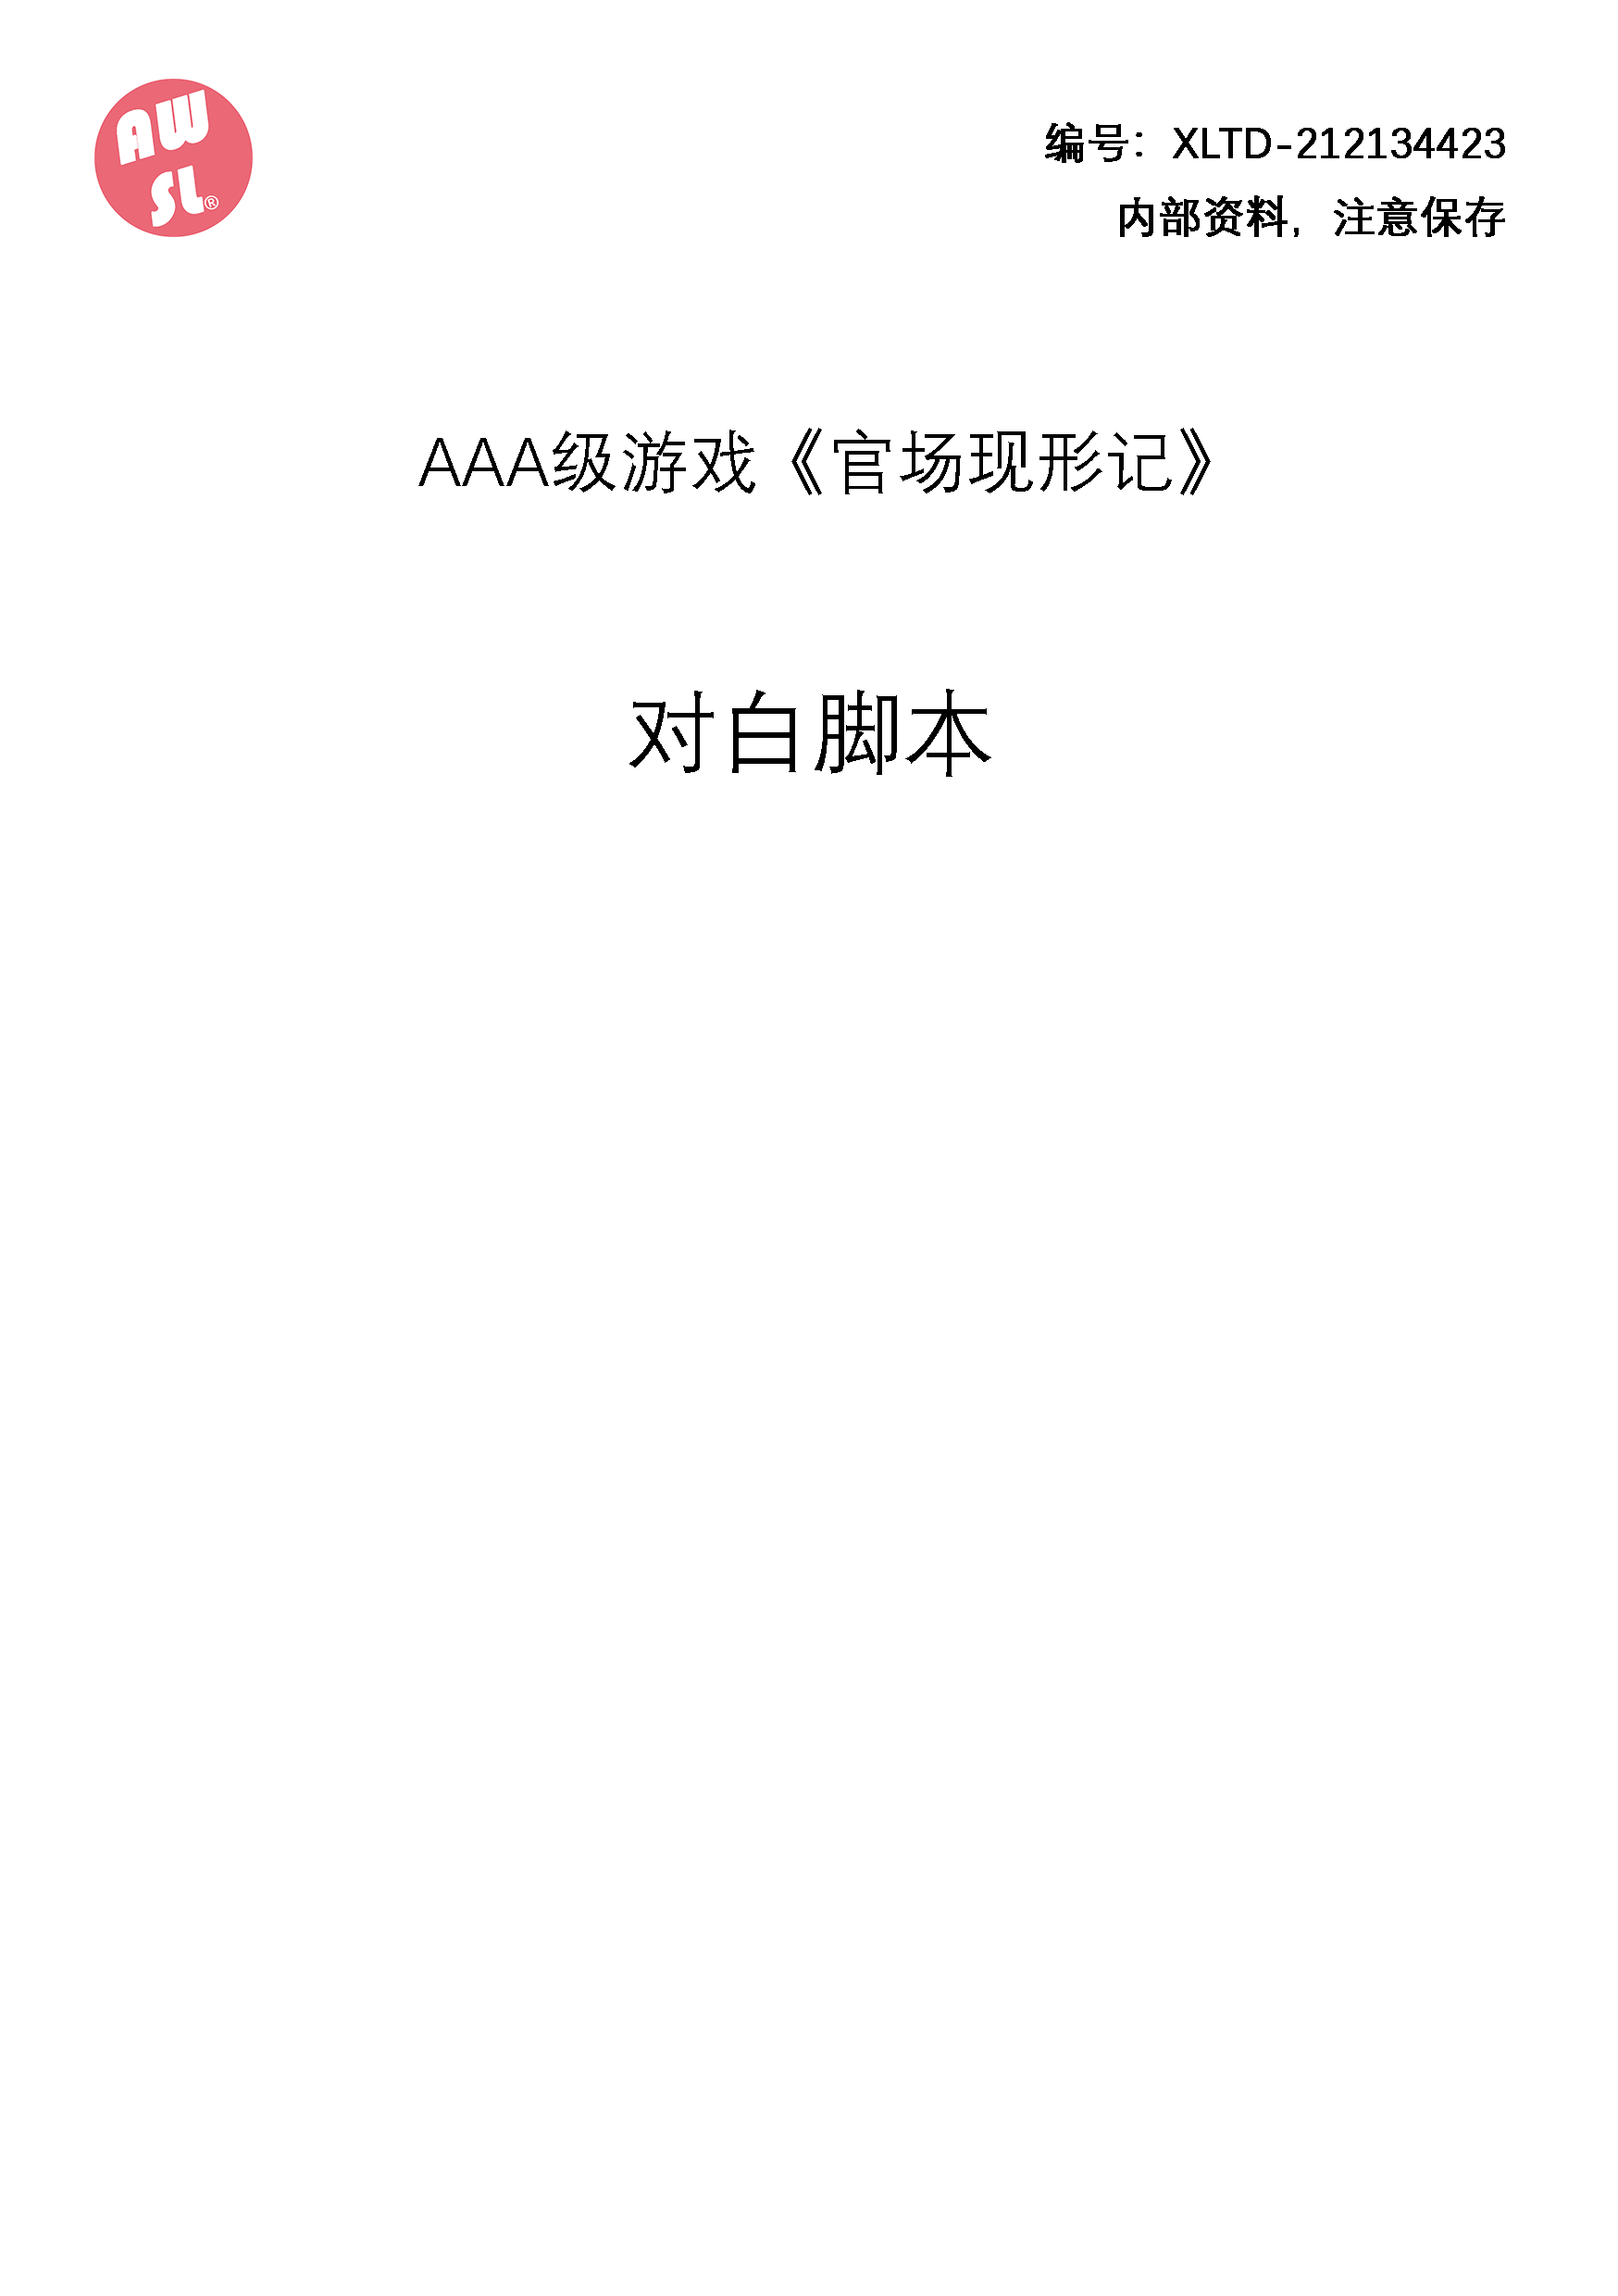 AW
SL®
编号：XLTD-212134423
内部资料，注意保存
AAA级游戏《官场现形记》
对白脚本